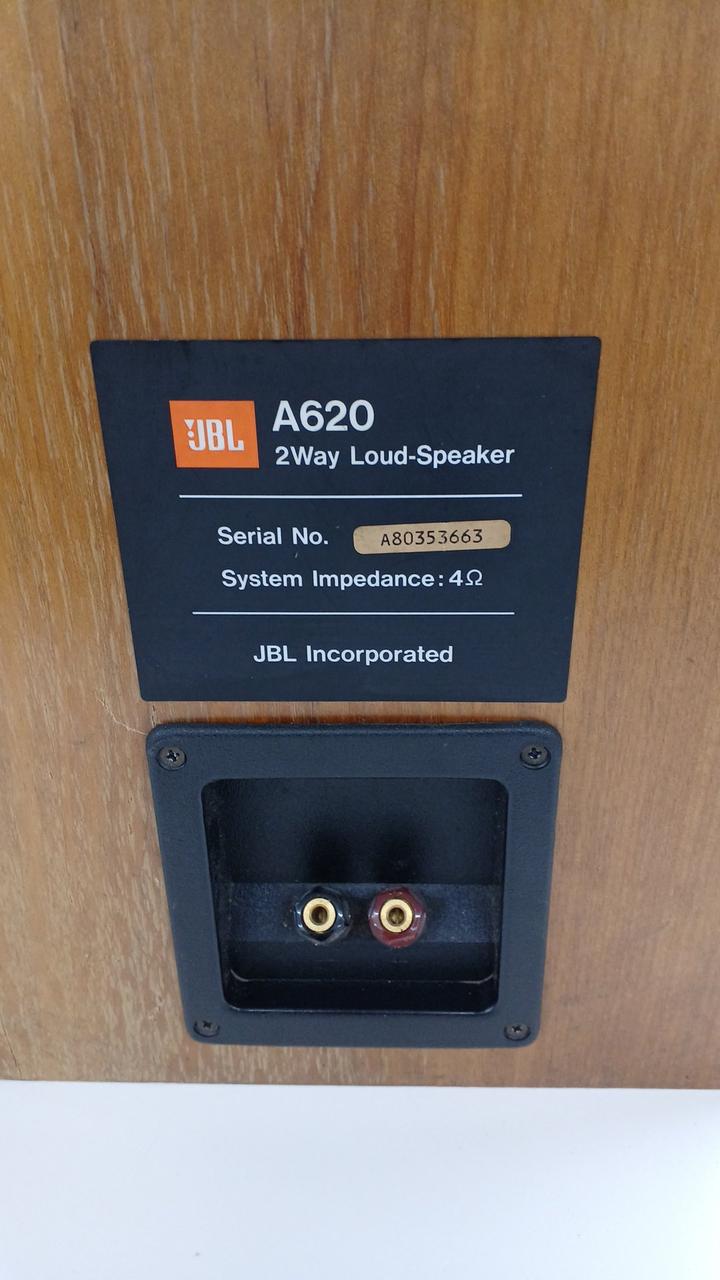 JBL
A620
2Way Loud-Speaker
Serial No. A80353663
System Impedance: 4Ω
JBL Incorporated